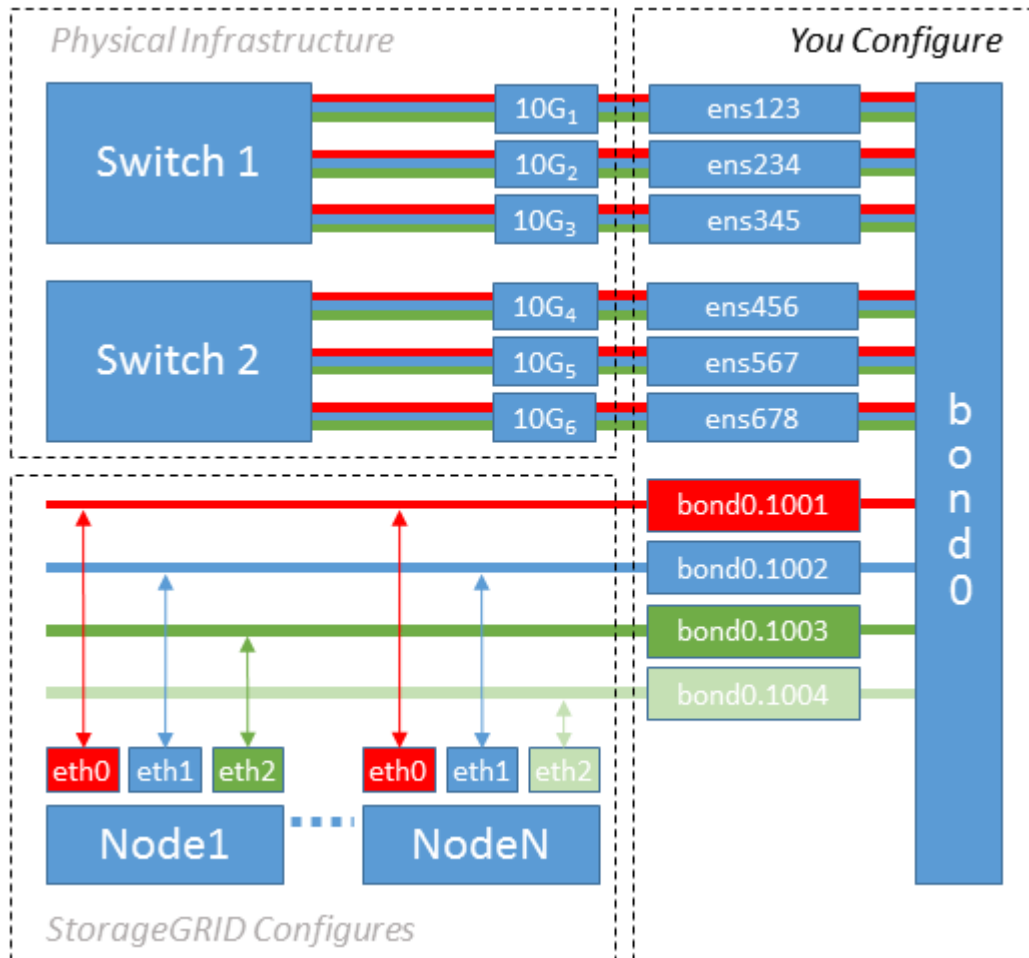 Physical Infrastructure
You Configure
Switch 1
10G₁
ens123
10G₂
ens234
10G₃
ens345
Switch 2
10G₄
ens456
10G₅
ens567
10G₆
ens678
bond0
bond0.1001
bond0.1002
bond0.1003
bond0.1004
eth0
eth1
eth2
eth0
eth1
eth2
Node1
NodeN
StorageGRID Configures